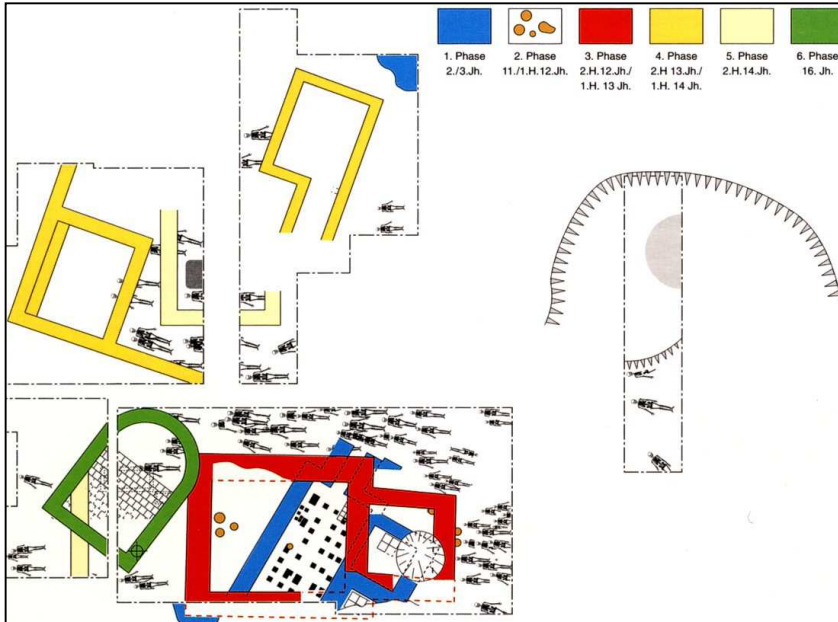 1. Phase
2./3.Jh.
2. Phase
11./1.H.12.Jh.
3. Phase
2.H.12.Jh./
1.H. 13 Jh.
4. Phase
2.H 13.Jh./
1.H. 14 Jh.
5. Phase
2.H.14.Jh.
6. Phase
16. Jh.